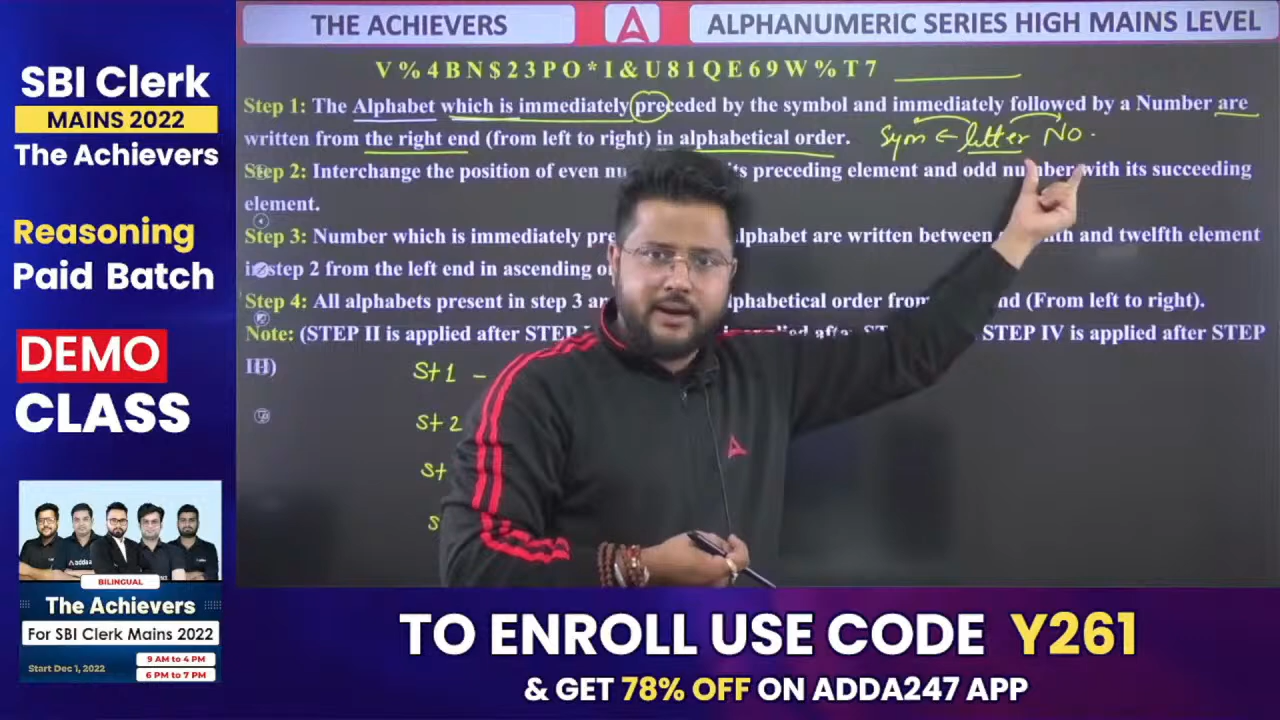 THE ACHIEVERS
ALPHANUMERIC SERIES HIGH MAINS LEVEL
SBI Clerk
MAINS 2022
The Achievers
Reasoning
Paid Batch
DEMO
CLASS
BILINGUAL
The Achievers
For SBI Clerk Mains 2022
Start Dec 1, 2022
9 AM to 4 PM
6 PM to 7 PM
V % 4 B N $ 2 3 P O * I & U 8 1 Q E 6 9 W % T 7
Step 1: The Alphabet which is immediately preceded by the symbol and immediately followed by a Number are
written from the right end (from left to right) in alphabetical order.
Sym ← letter No.
Step 2: Interchange the position of even its preceding element and odd number with its succeeding
element.
Step 3: Number which is immediately are written between and twelfth element
step 2 from the left end in ascending
Step 4: All alphabets present in step 3 alphabetical order (From left to right).
Note: (STEP II is applied after STEP STEP IV is applied after STEP
III)
St 1 -
St 2
St
S
TO ENROLL USE CODE Y261
& GET 78% OFF ON ADDA247 APP